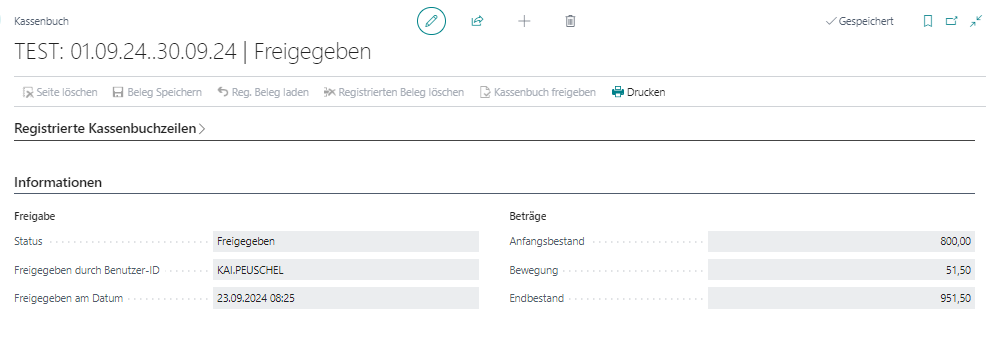 Kassenbuch
Gespeichert
TEST: 01.09.24..30.09.24 | Freigegeben
Seite löschen Beleg Speichern Reg. Beleg laden Registrierten Beleg löschen Kassenbuch freigeben Drucken
Registrierte Kassenbuchzeilen
Informationen
Freigabe
Status Freigegeben
Freigegeben durch Benutzer-ID KAI.PEUSCHEL
Freigegeben am Datum 23.09.2024 08:25
Beträge
Anfangsbestand 800,00
Bewegung 51,50
Endbestand 951,50